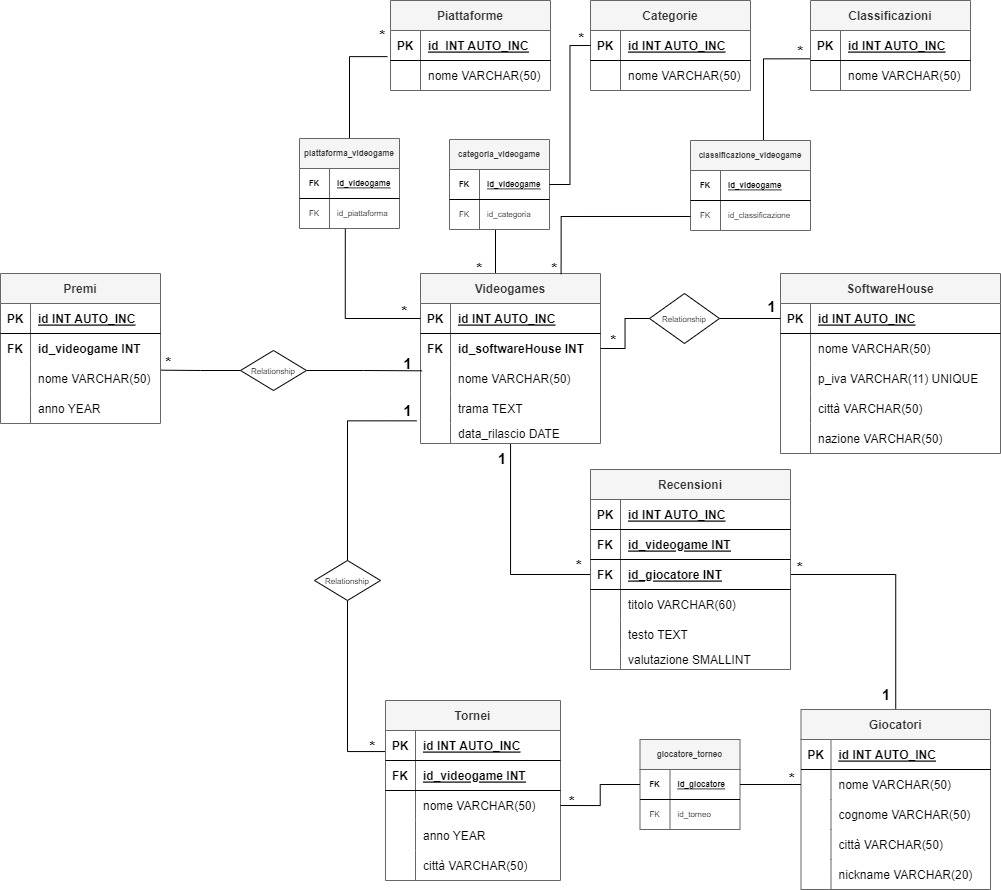 Piattaforme
*
PK id INT AUTO_INC
nome VARCHAR(50)
Categorie
*
PK id INT AUTO_INC
nome VARCHAR(50)
Classificazioni
*
PK id INT AUTO_INC
nome VARCHAR(50)
piattaforma_videogame
FK id_videogame
FK id_piattaforma
categoria_videogame
FK id_videogame
FK id_categoria
classificazione_videogame
FK id_videogame
FK id_classificazione
Premi
PK id INT AUTO_INC
FK id_videogame INT
nome VARCHAR(50)
anno YEAR
*
Relationship
1
*
*
*
Videogames
PK id INT AUTO_INC
FK id_softwareHouse INT
nome VARCHAR(50)
trama TEXT
data_rilascio DATE
*
Relationship
1
SoftwareHouse
PK id INT AUTO_INC
nome VARCHAR(50)
p_iva VARCHAR(11) UNIQUE
città VARCHAR(50)
nazione VARCHAR(50)
1
1
Relationship
*
*
Recensioni
PK id INT AUTO_INC
FK id_videogame INT
FK id_giocatore INT
titolo VARCHAR(60)
testo TEXT
valutazione SMALLINT
*
1
Tornei
PK id INT AUTO_INC
FK id_videogame INT
nome VARCHAR(50)
anno YEAR
città VARCHAR(50)
*
giocatore_torneo
FK id_giocatore
FK id_torneo
*
Giocatori
PK id INT AUTO_INC
nome VARCHAR(50)
cognome VARCHAR(50)
città VARCHAR(50)
nickname VARCHAR(20)